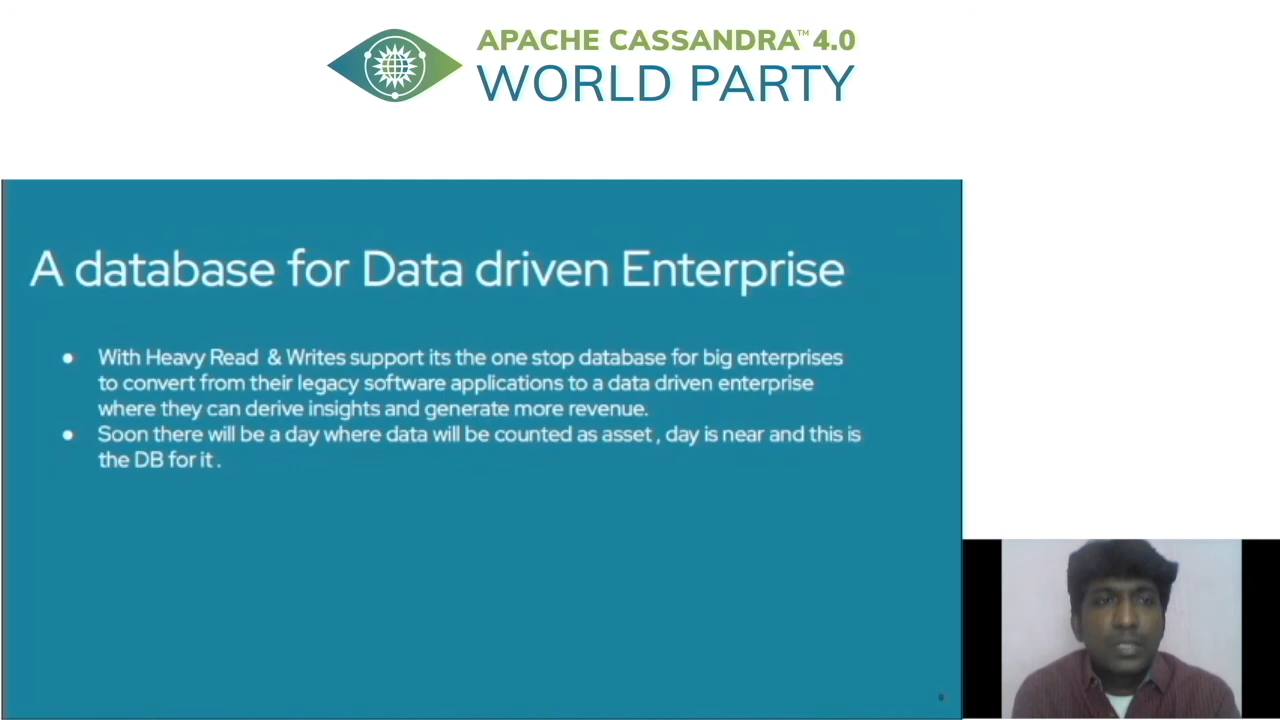 APACHE CASSANDRA™ 4.0
WORLD PARTY
A database for Data driven Enterprise
● With Heavy Read & Writes support its the one stop database for big enterprises
to convert from their legacy software applications to a data driven enterprise
where they can derive insights and generate more revenue.
● Soon there will be a day where data will be counted as asset , day is near and this is
the DB for it .